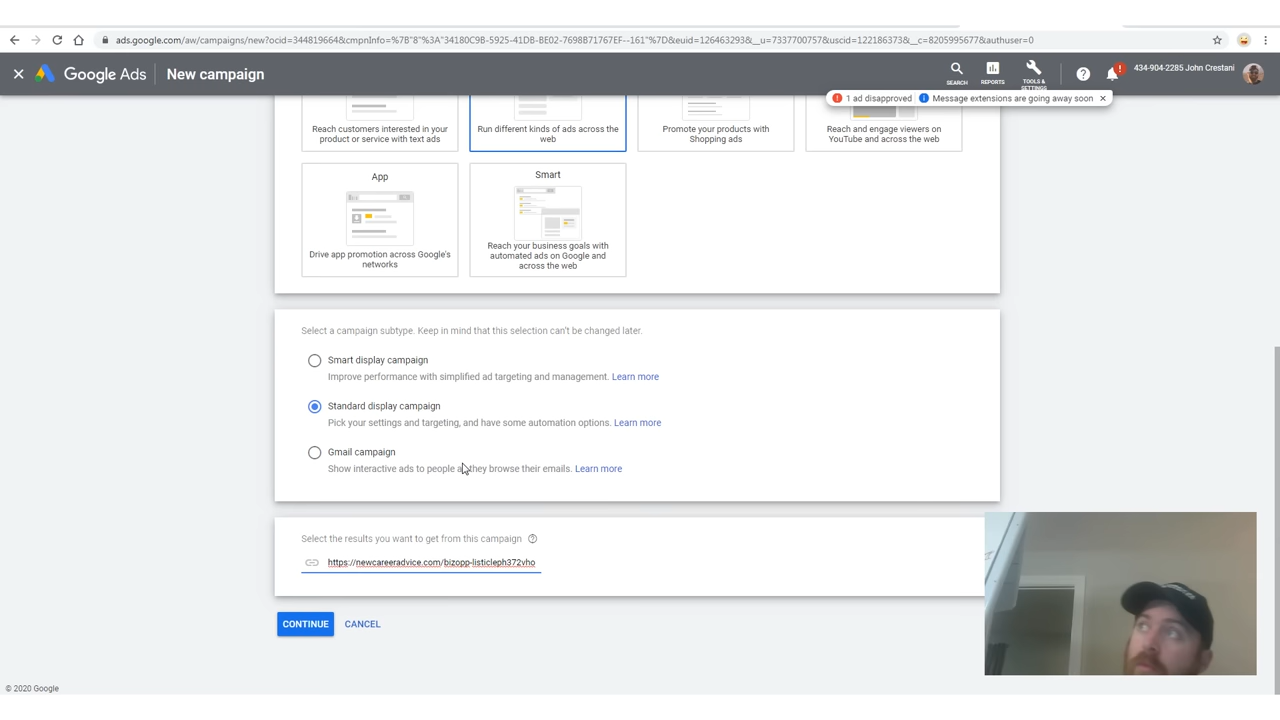 ads.google.com/aw/campaigns/new?ocid=344819664&cmpnInfo=%7B"8"%3A"34180C9B-5925-41DB-BE02-7698B71767EF--161"%7D&euid=126463293&__u=7337700757&uscid=122186373&__c=8205995677&authuser=0
Google Ads
New campaign
SEARCH
REPORTS
TOOLS &
SETTINGS
434-904-2285 John Crestani
1 ad disapproved
Message extensions are going away soon
Reach customers interested in your
product or service with text ads
Run different kinds of ads across the
web
Promote your products with
Shopping ads
Reach and engage viewers on
YouTube and across the web
App
Drive app promotion across Google's
networks
Smart
Reach your business goals with
automated ads on Google and
across the web
Select a campaign subtype. Keep in mind that this selection can't be changed later.
Smart display campaign
Improve performance with simplified ad targeting and management. Learn more
Standard display campaign
Pick your settings and targeting, and have some automation options. Learn more
Gmail campaign
Show interactive ads to people as they browse their emails. Learn more
Select the results you want to get from this campaign
https://newcareeradvice.com/bizopp-listicleph372vho
CONTINUE
CANCEL
© 2020 Google